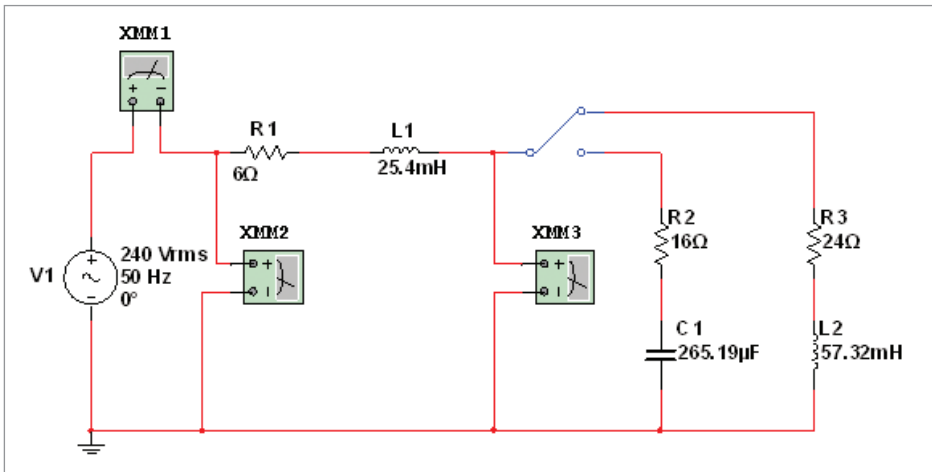 XMM1
+ −
R1
6Ω
L1
25.4mH
XMM2
+
I
XMM3
+
I
V1
+
−
240 Vrms
50 Hz
0°
R2
16Ω
R3
24Ω
C1
265.19µF
L2
57.32mH